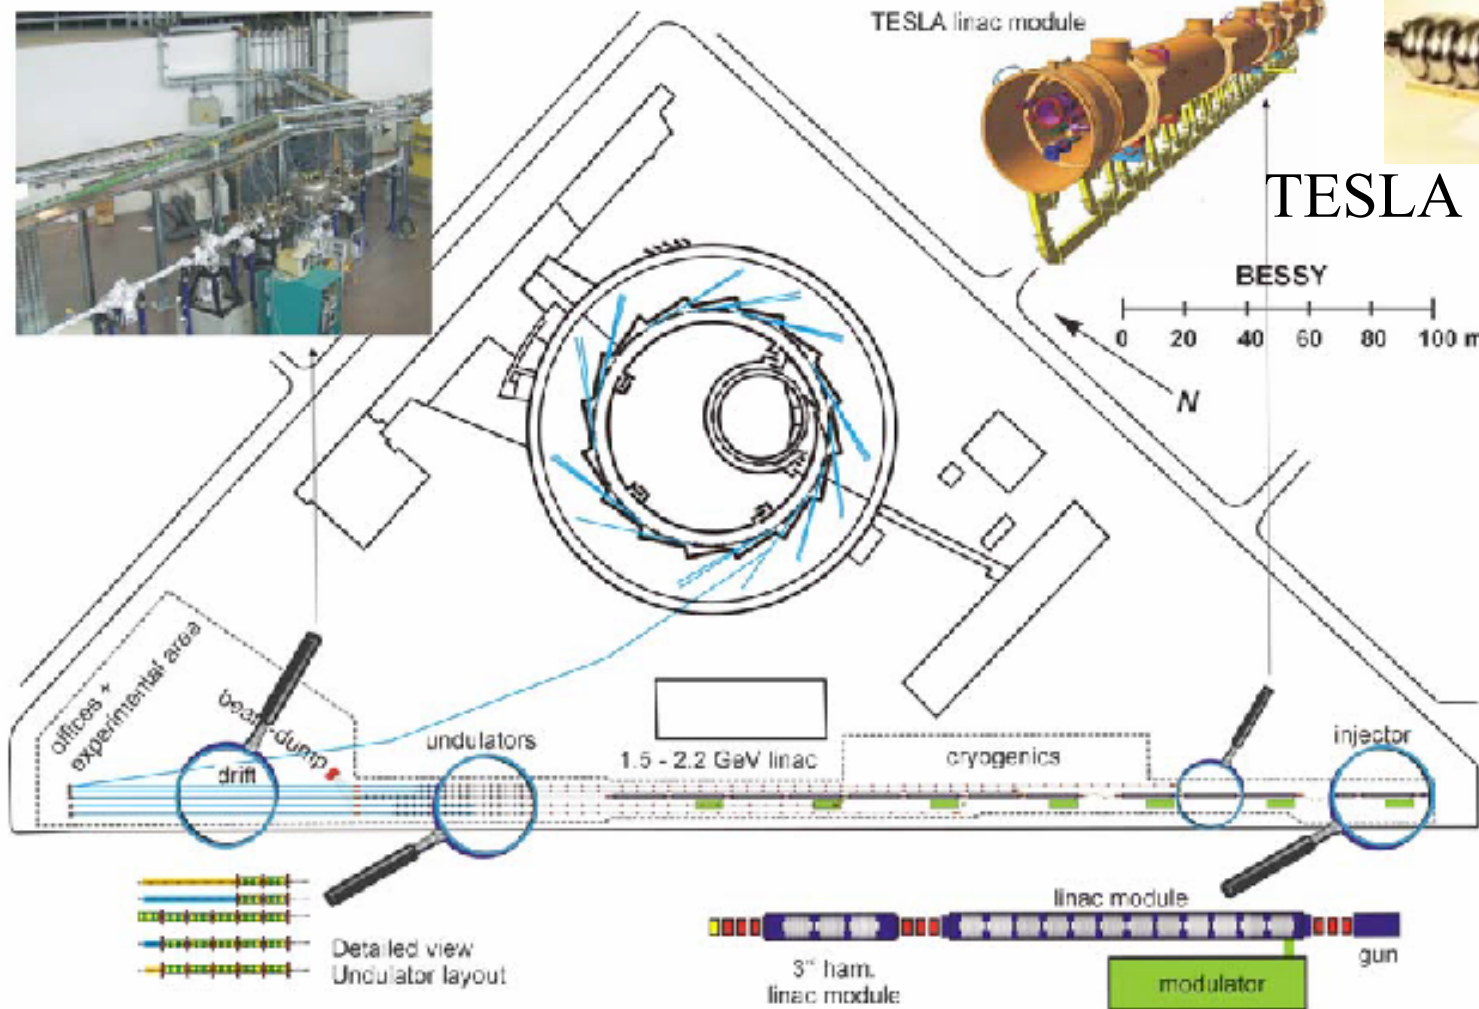 TESLA linac module
TESLA
BESSY
0 20 40 60 80 100 m
N
offices +
experimental area
beam-dump
drift
undulators
1.5 - 2.2 GeV linac
cryogenics
injector
Detailed view
Undulator layout
linac module
3rd ham.
linac module
modulator
gun